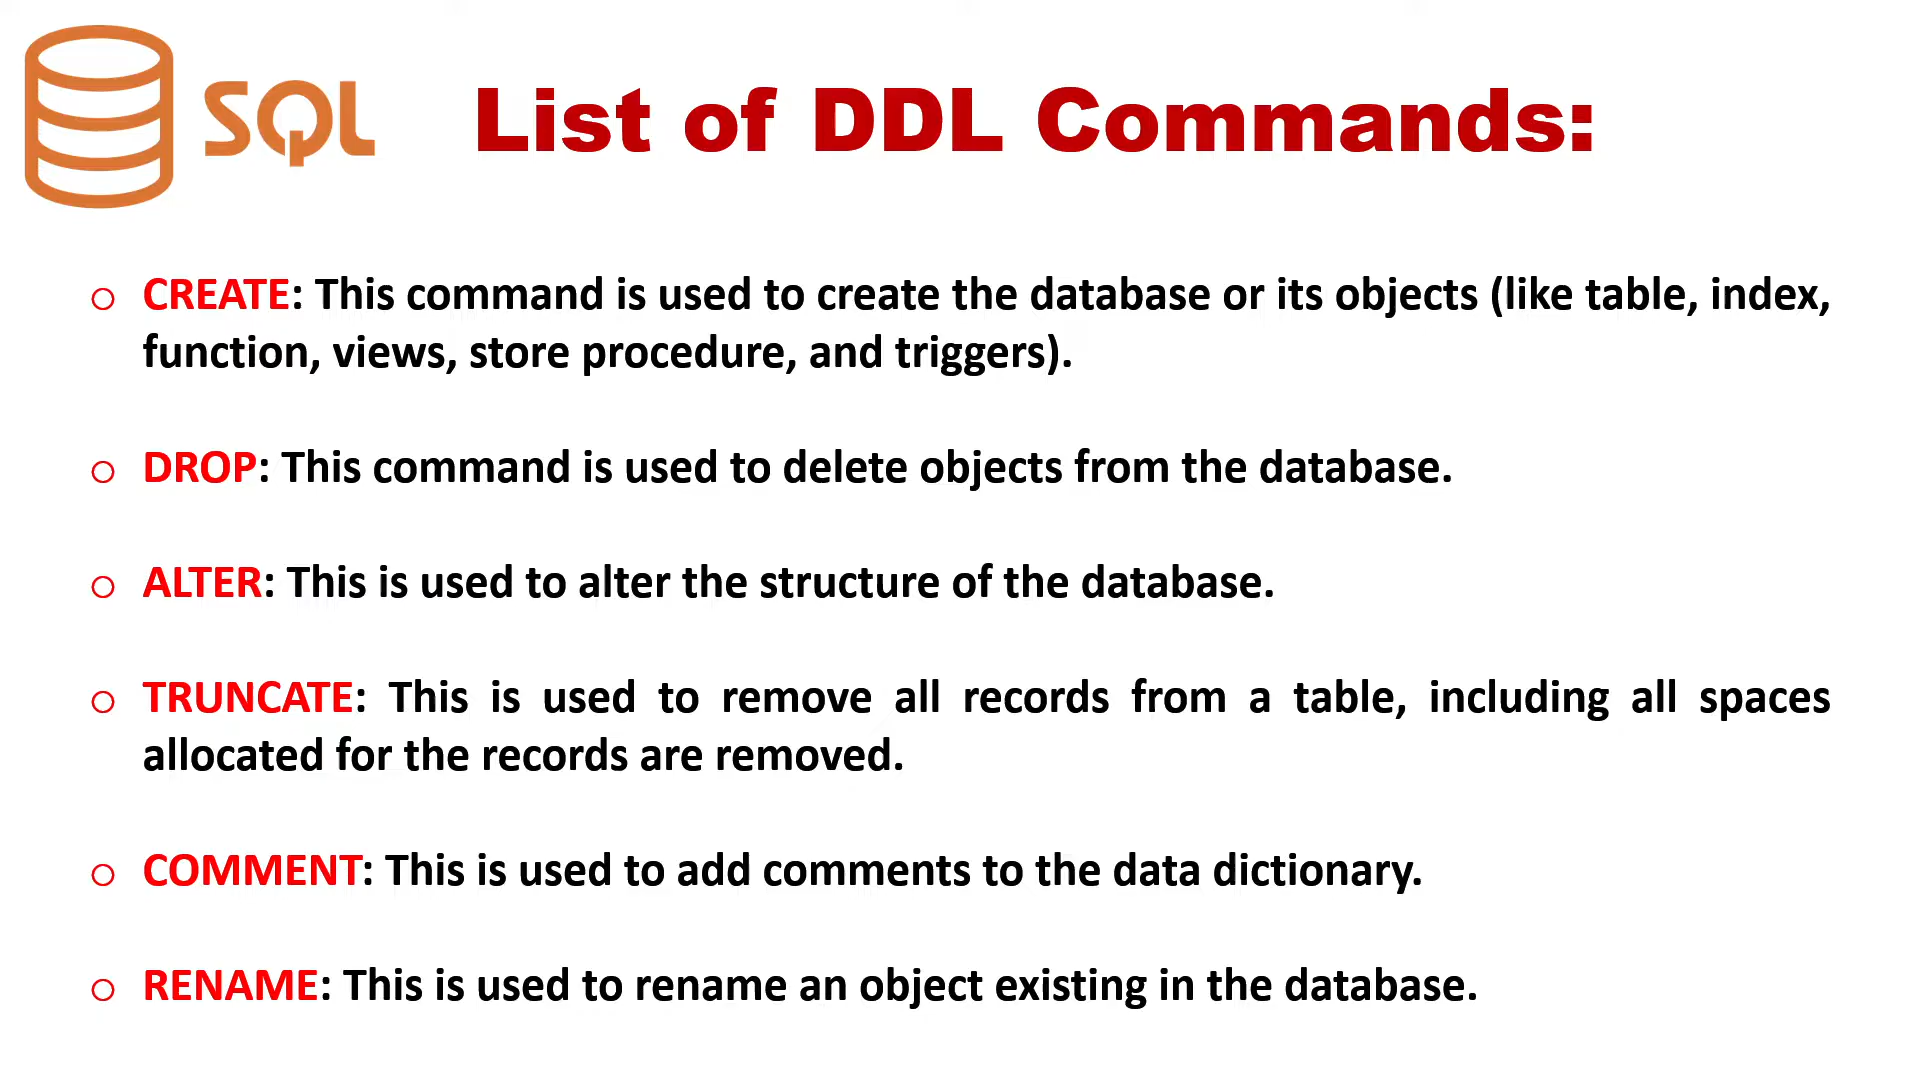 SQL
List of DDL Commands:
○ CREATE: This command is used to create the database or its objects (like table, index,
function, views, store procedure, and triggers).
○ DROP: This command is used to delete objects from the database.
○ ALTER: This is used to alter the structure of the database.
○ TRUNCATE: This is used to remove all records from a table, including all spaces
allocated for the records are removed.
○ COMMENT: This is used to add comments to the data dictionary.
○ RENAME: This is used to rename an object existing in the database.